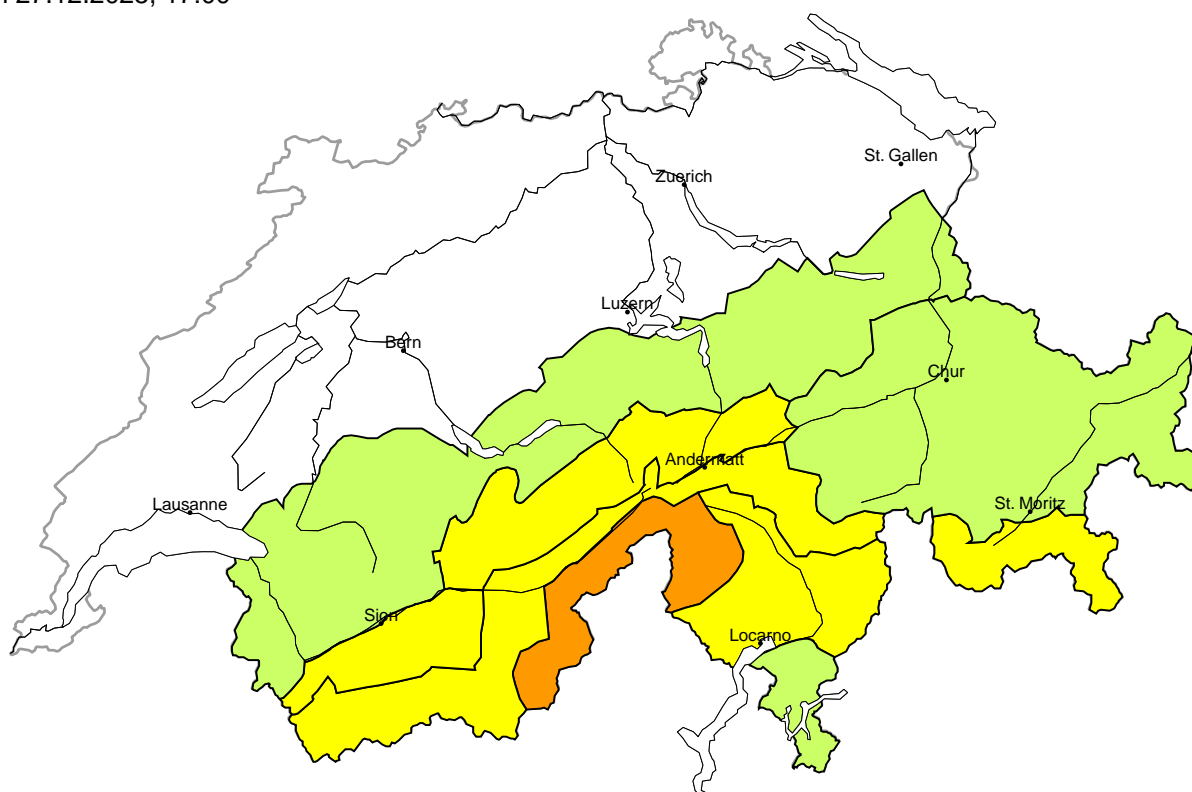 St. Gallen
Zuerich
Luzern
Bern
Chur
Andermatt
Lausanne
St. Moritz
Sion
Locarno